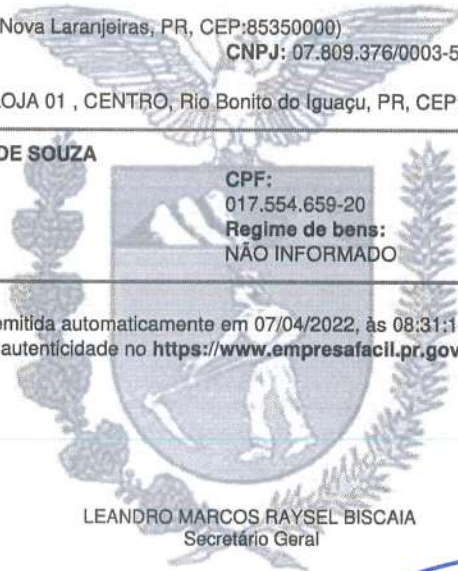 Nova Laranjeiras, PR, CEP:85350000)
CNPJ: 07.809.376/0003-5
OJA 01 , CENTRO, Rio Bonito do Iguaçu, PR, CEP
DE SOUZA
CPF:
017.554.659-20
Regime de bens:
NÃO INFORMADO
emitida automaticamente em 07/04/2022, às 08:31:1
autenticidade no https://www.empresafacil.pr.gov
LEANDRO MARCOS RAYSEL BISCAIA
Secretário Geral